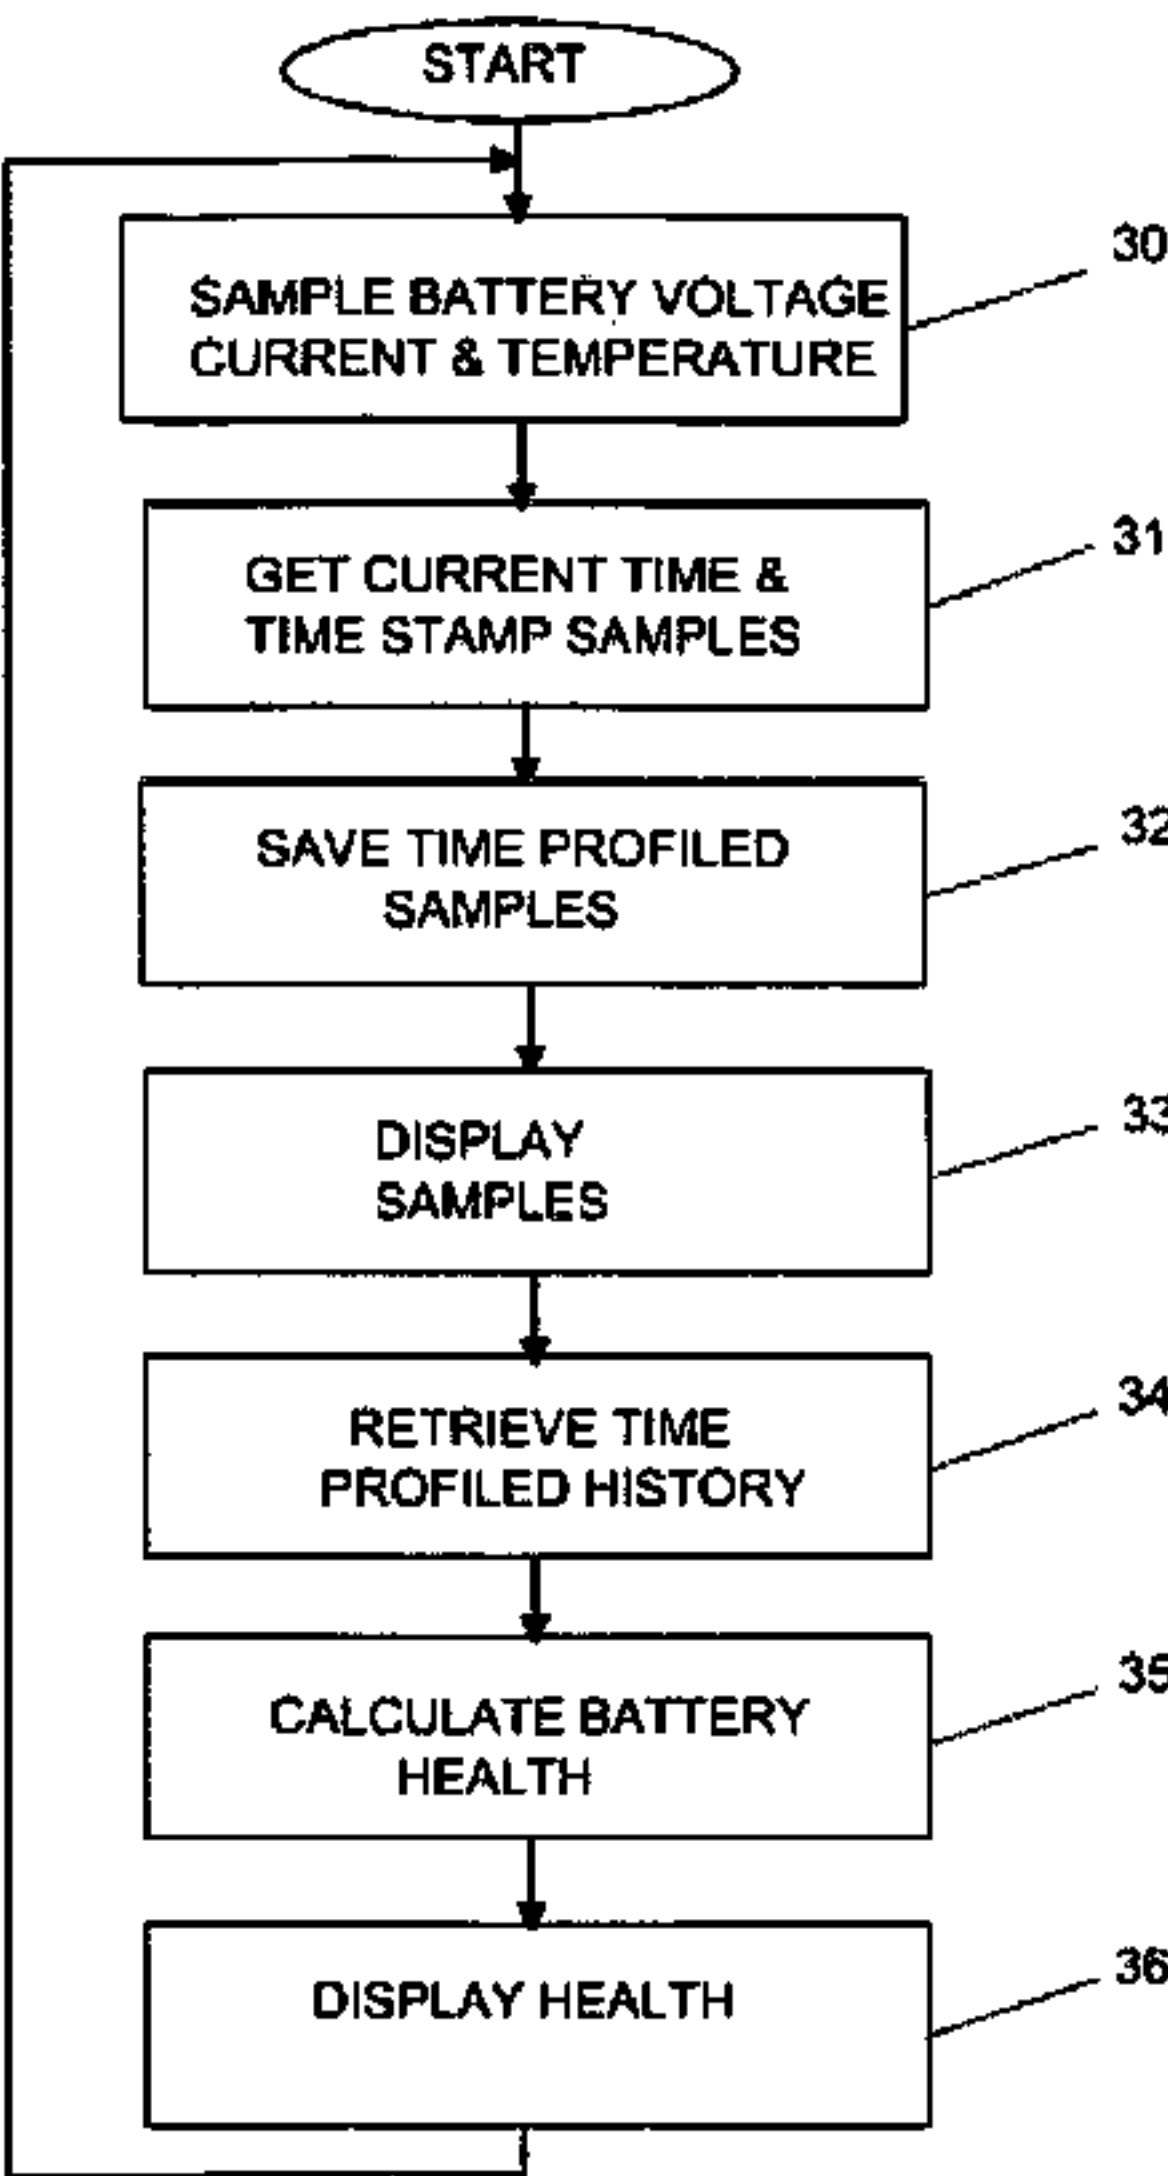 START
30
SAMPLE BATTERY VOLTAGE
CURRENT & TEMPERATURE
31
GET CURRENT TIME &
TIME STAMP SAMPLES
32
SAVE TIME PROFILED
SAMPLES
33
DISPLAY
SAMPLES
34
RETRIEVE TIME
PROFILED HISTORY
35
CALCULATE BATTERY
HEALTH
36
DISPLAY HEALTH